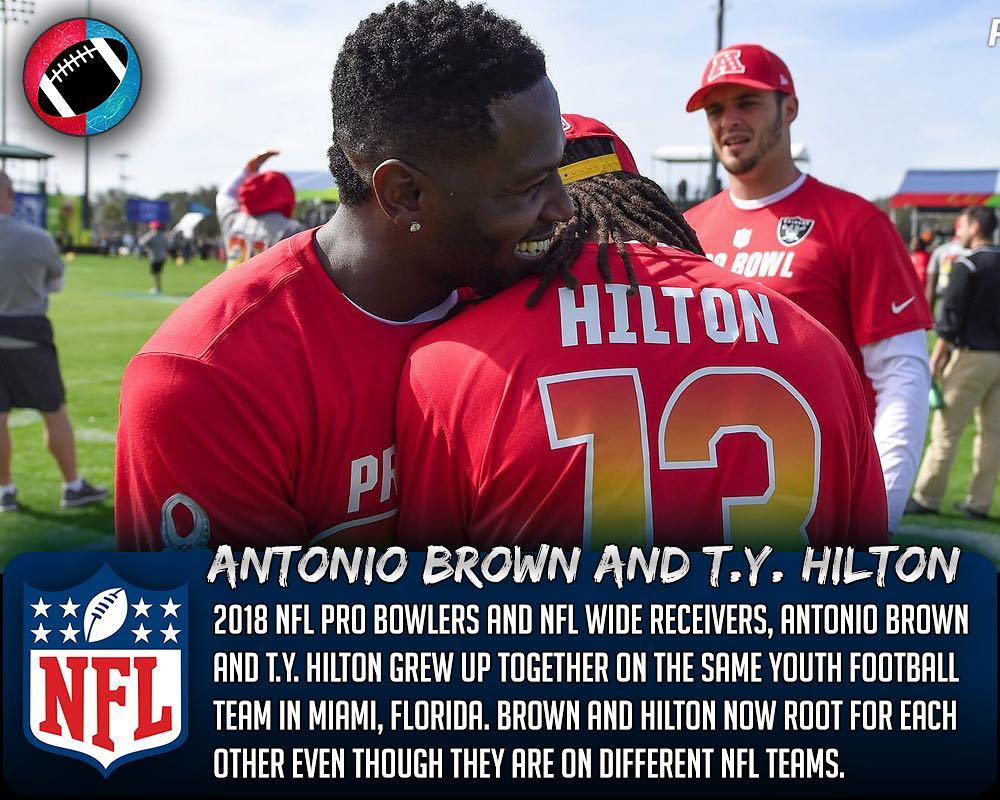 A
HILTON
BOWL
PR
13
ANTONIO BROWN AND T.Y. HILTON
2018 NFL PRO BOWLERS AND NFL WIDE RECEIVERS, ANTONIO BROWN
AND T.Y. HILTON GREW UP TOGETHER ON THE SAME YOUTH FOOTBALL
TEAM IN MIAMI, FLORIDA. BROWN AND HILTON NOW ROOT FOR EACH
OTHER EVEN THOUGH THEY ARE ON DIFFERENT NFL TEAMS.
NFL